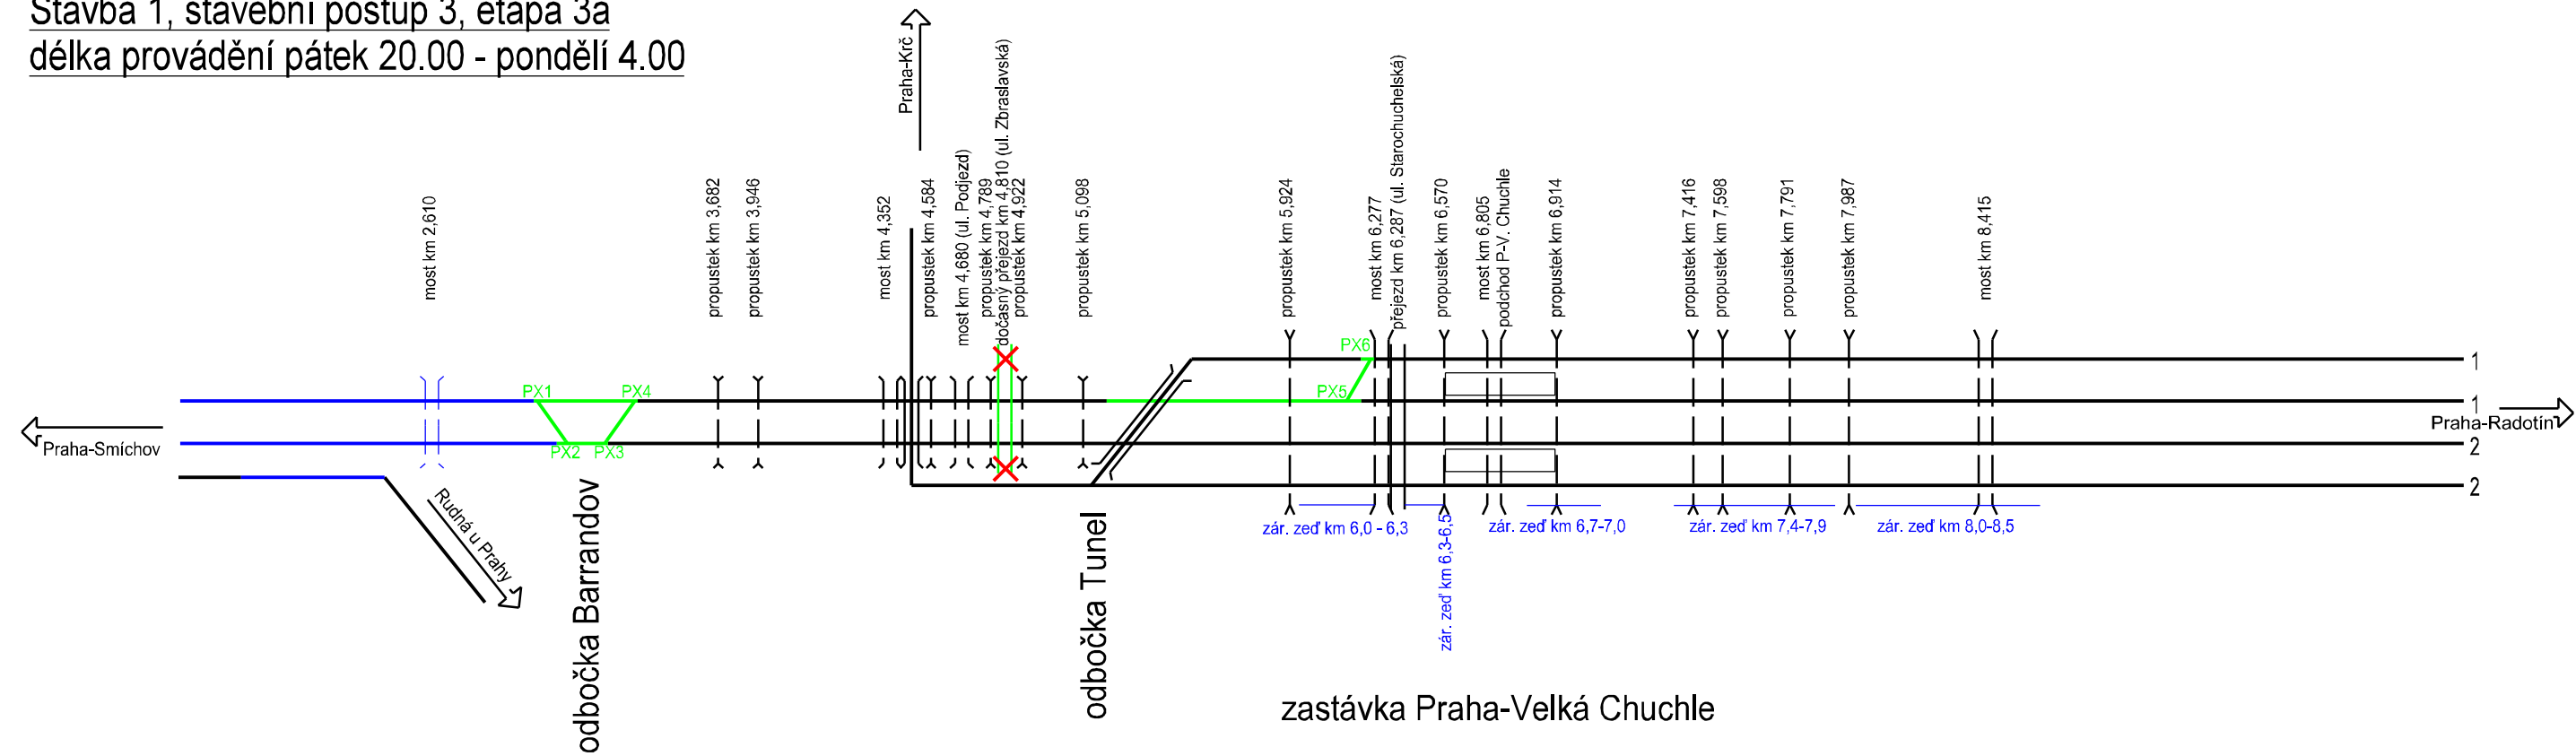 Stavba 1, stavební postup 3, etapa 3a
délka provádění pátek 20.00 - pondělí 4.00
Praha-Krč
most km 2,610
propustek km 3,682
propustek km 3,946
most km 4,352
propustek km 4,584
most km 4,680 (ul. Podjezd)
propustek km 4,789
dočasný přejezd km 4,810 (ul. Zbraslavská)
propustek km 4,922
propustek km 5,098
propustek km 5,924
most km 6,277
přejezd km 6,287 (ul. Starochuchelská)
propustek km 6,570
most km 6,805
podchod P-V. Chuchle
propustek km 6,914
propustek km 7,416
propustek km 7,598
propustek km 7,791
propustek km 7,987
most km 8,415
PX6
1
PX1
PX4
PX5
1
Praha-Radotín
Praha-Smíchov
PX2
PX3
2
2
Rudná u Prahy
zár. zeď km 6,0 - 6,3
zár. zeď km 6,3-6,5
zár. zeď km 6,7-7,0
zár. zeď km 7,4-7,9
zár. zeď km 8,0-8,5
odbočka Barrandov
odbočka Tunel
zastávka Praha-Velká Chuchle